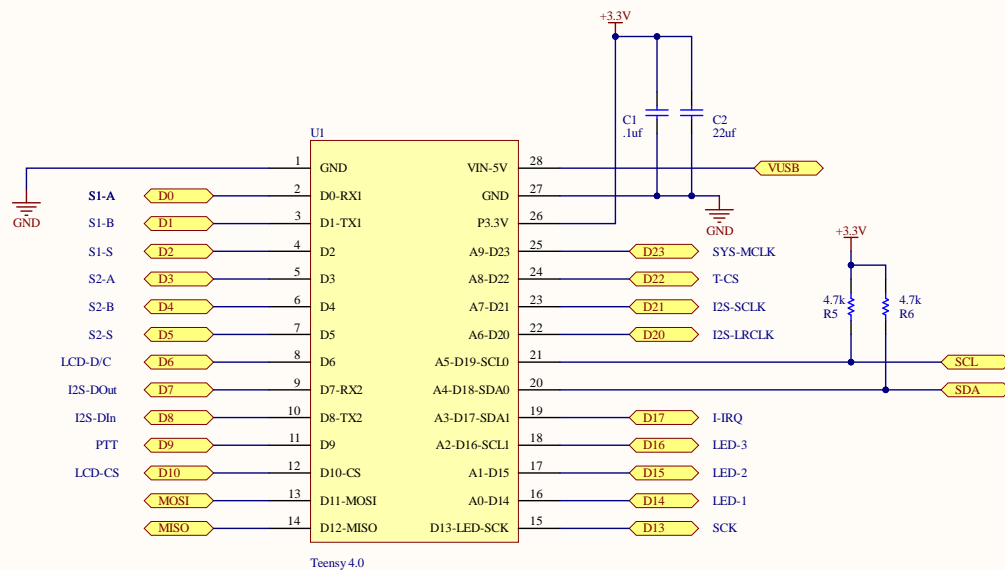 +3.3V
C1
.1uf
C2
22uf
U1
1 GND VIN-5V 28 VUSB
S1-A D0 2 D0-RX1 GND 27
GND
S1-B D1 3 D1-TX1 P3.3V 26
GND
+3.3V
S1-S D2 4 D2 A9-D23 25 D23 SYS-MCLK
S2-A D3 5 D3 A8-D22 24 D22 T-CS
S2-B D4 6 D4 A7-D21 23 D21 I2S-SCLK
4.7k
R5
4.7k
R6
S2-S D5 7 D5 A6-D20 22 D20 I2S-LRCLK
LCD-D/C D6 8 D6 A5-D19-SCL0 21 SCL
I2S-DOut D7 9 D7-RX2 A4-D18-SDA0 20 SDA
I2S-DIn D8 10 D8-TX2 A3-D17-SDA1 19 D17 I-IRQ
PTT D9 11 D9 A2-D16-SCL1 18 D16 LED-3
LCD-CS D10 12 D10-CS A1-D15 17 D15 LED-2
MOSI 13 D11-MOSI A0-D14 16 D14 LED-1
MISO 14 D12-MISO D13-LED-SCK 15 D13 SCK
Teensy 4.0